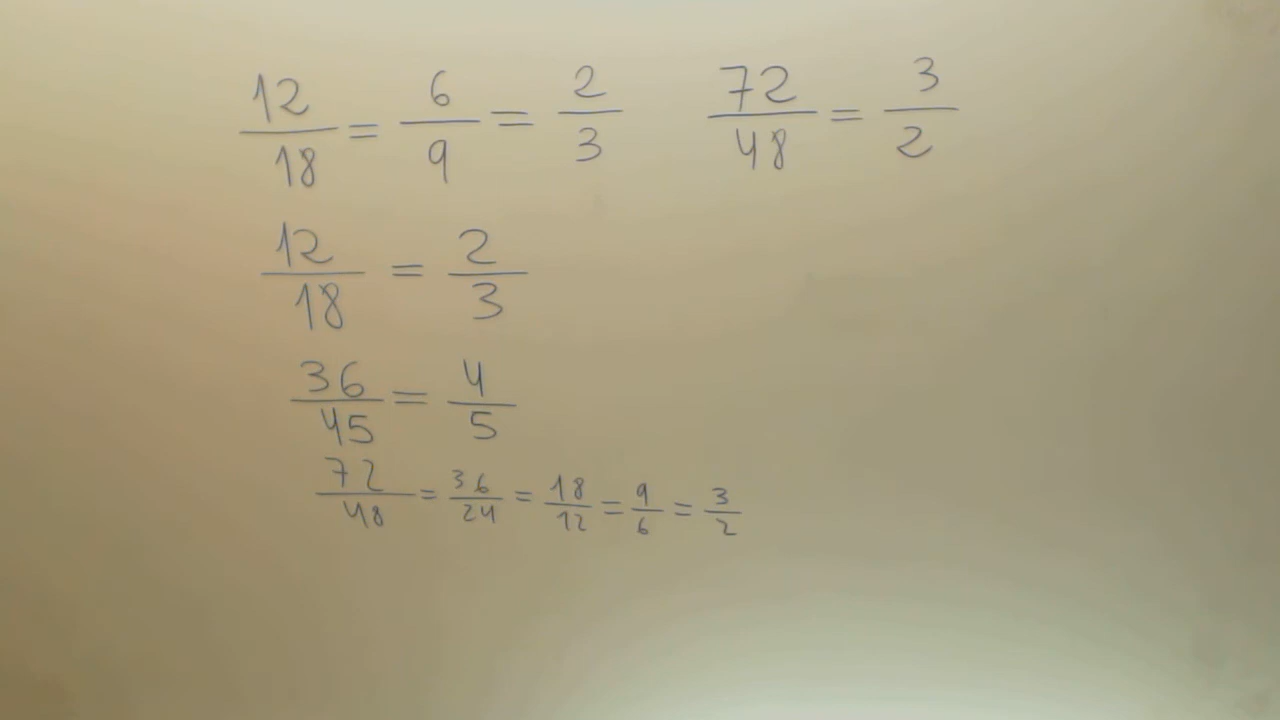 12/18 = 6/9 = 2/3   72/48 = 3/2
12/18 = 2/3
36/45 = 4/5
72/48 = 36/24 = 18/12 = 9/6 = 3/2